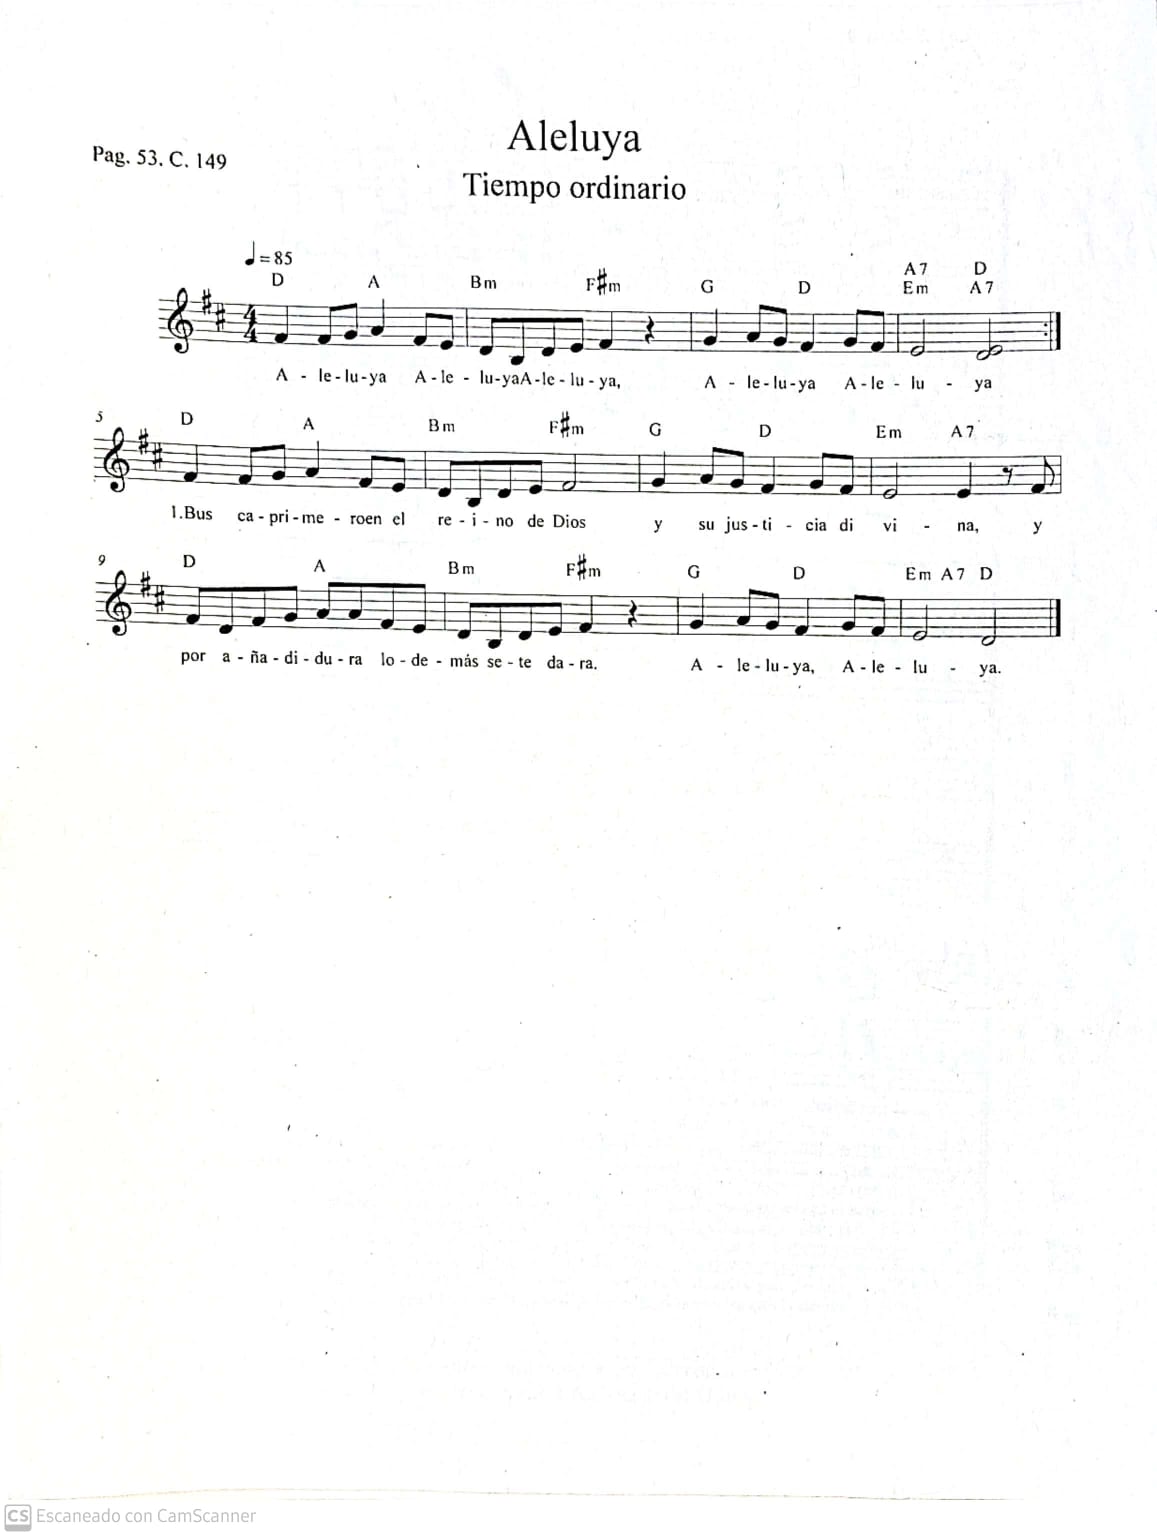 Aleluya
Pag. 53. C. 149
Tiempo ordinario
♩=85
A7 D
D A Bm F#m G D Em A7
A - le-lu-ya A-le - lu-yaA-le-lu-ya, A - le-lu-ya A-le - lu - ya
5
D A Bm F#m G D Em A7
1.Bus ca-pri-me - roen el re-i-no de Dios y su jus-ti - cia di vi - na, y
9
D A Bm F#m G D Em A7 D
por a-ña-di-du-ra lo-de-más se-te da-ra. A - le-lu-ya, A-le - lu - ya.
CS Escaneado con CamScanner